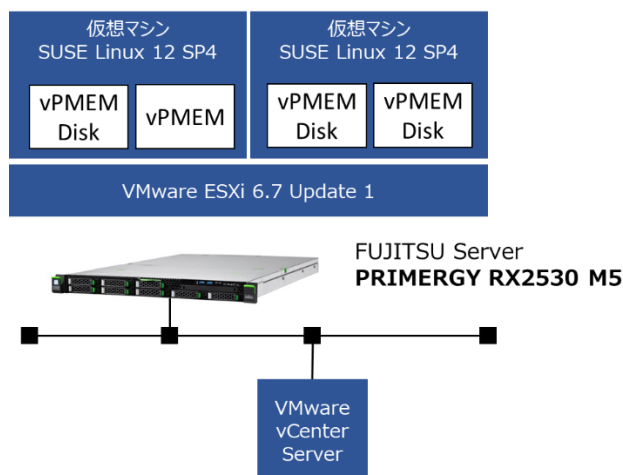 仮想マシン
SUSE Linux 12 SP4
vPMEM
Disk
vPMEM
仮想マシン
SUSE Linux 12 SP4
vPMEM
Disk
vPMEM
Disk
VMware ESXi 6.7 Update 1
FUJITSU Server
PRIMERGY RX2530 M5
VMware
vCenter
Server